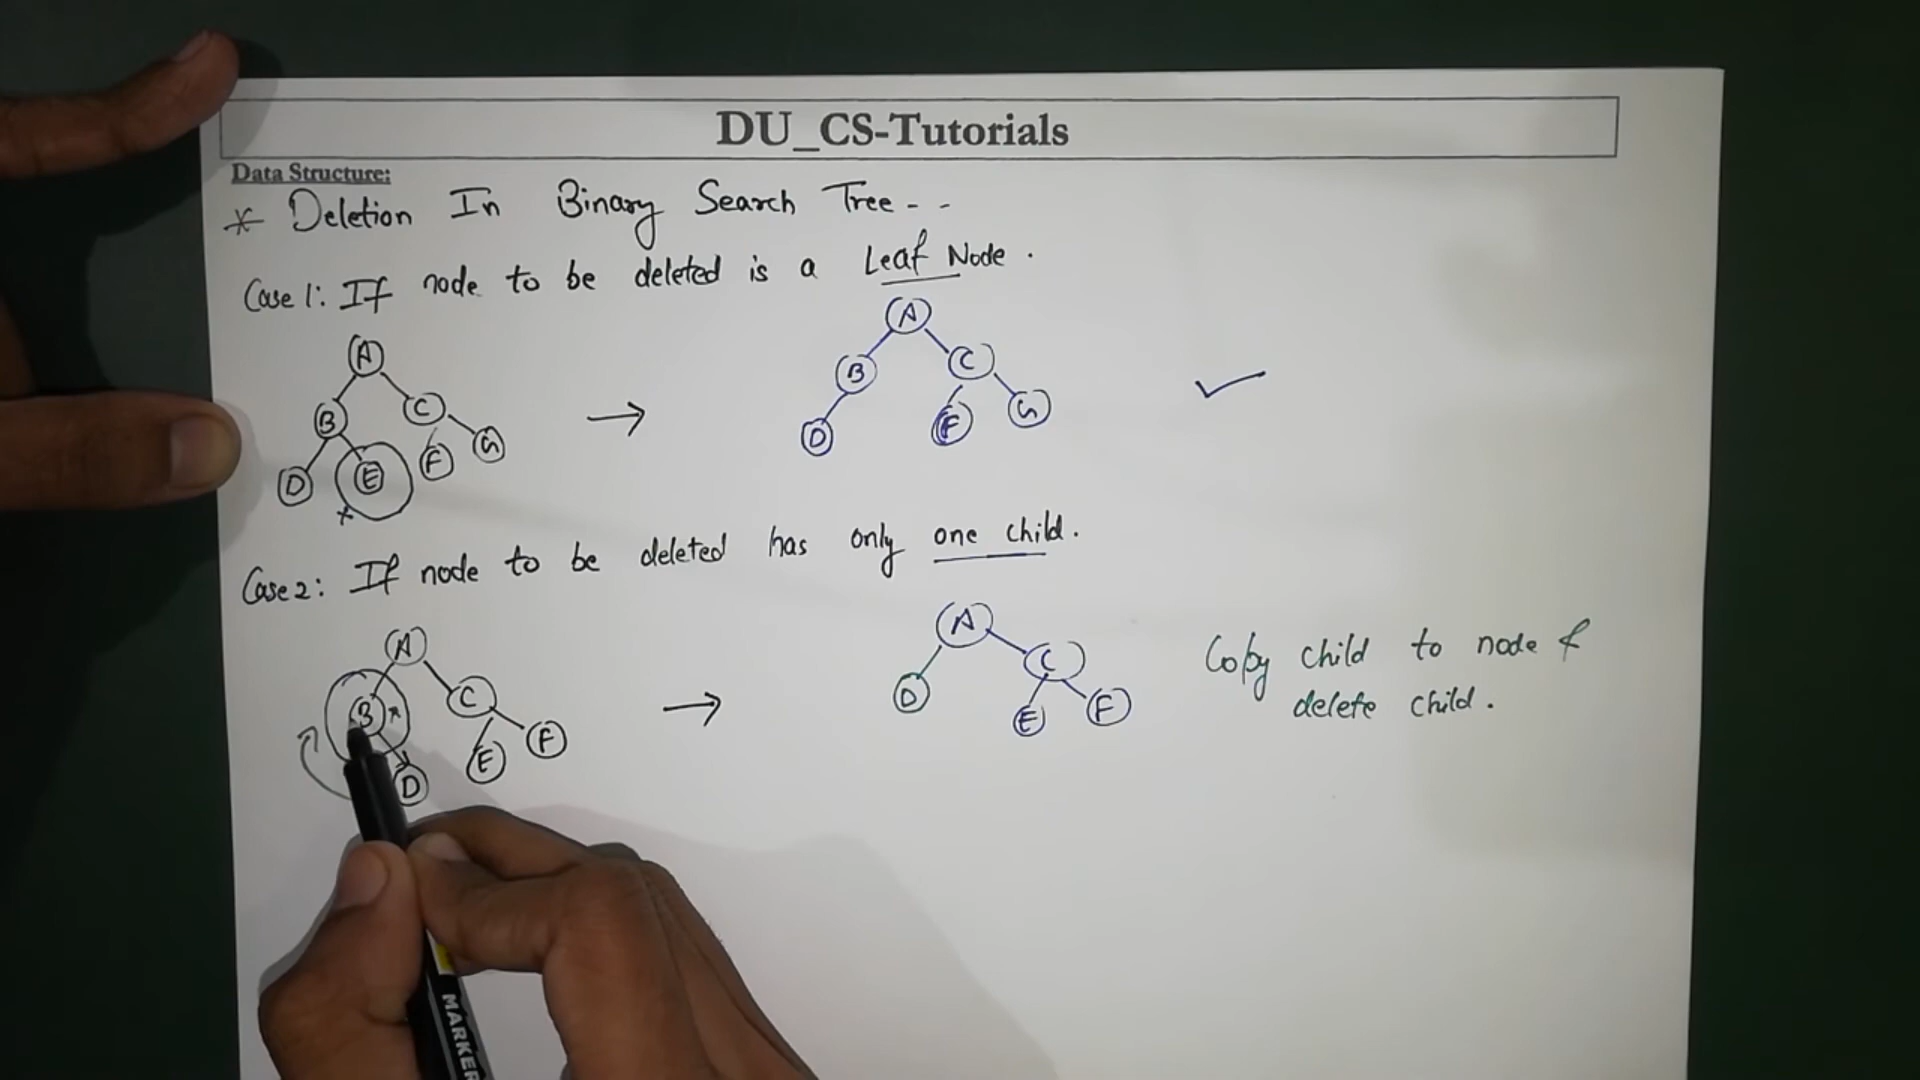 DU_CS-Tutorials
Data Structure:
* Deletion In Binary Search Tree - -
Case 1: If node to be deleted is a Leaf Node.
A
B C
D E F G
x
→
A
B C
D F G
✓
Case 2: If node to be deleted has only one child.
A
B * C
D E F
→
A
D C
E F
Copy child to node &
delete child.
MARKER